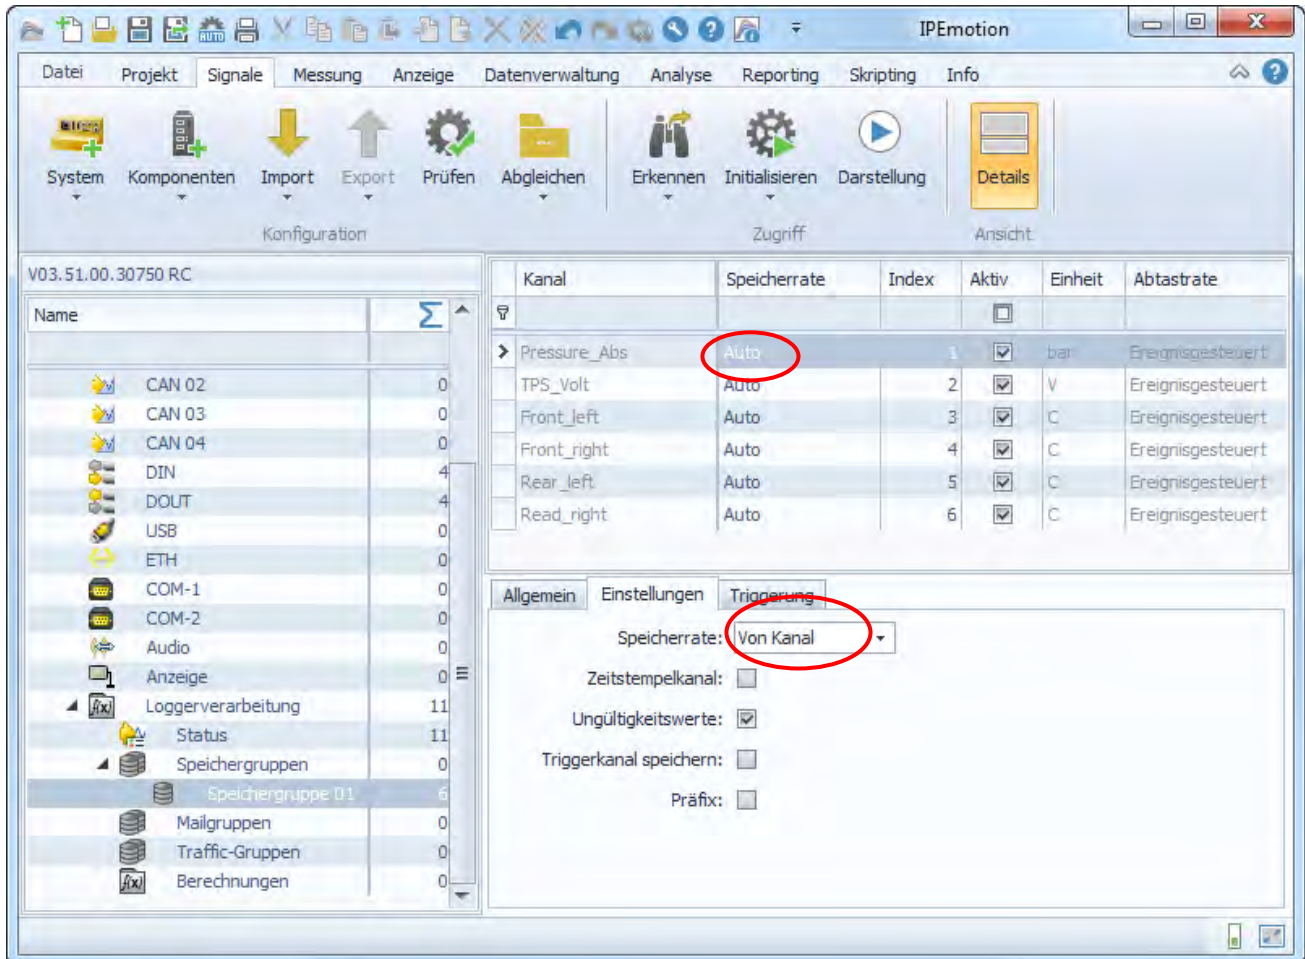 IPEmotion
Datei Projekt Signale Messung Anzeige Datenverwaltung Analyse Reporting Skripting Info
System Komponenten Import Export Prüfen Abgleichen Erkennen Initialisieren Darstellung Details
Konfiguration Zugriff Ansicht
V03.51.00.30750 RC
Name
CAN 02 0
CAN 03 0
CAN 04 0
DIN 4
DOUT 4
USB 0
ETH 0
COM-1 0
COM-2 0
Audio 0
Anzeige 0
Loggerverarbeitung 11
Status 11
Speichergruppen 0
Speichergruppe 01 6
Mailgruppen 0
Traffic-Gruppen 0
Berechnungen 0
Kanal Speicherrate Index Aktiv Einheit Abtastrate
Pressure_Abs Auto 1 bar Ereignisgesteuert
TPS_Volt Auto 2 V Ereignisgesteuert
Front_left Auto 3 C Ereignisgesteuert
Front_right Auto 4 C Ereignisgesteuert
Rear_left Auto 5 C Ereignisgesteuert
Read_right Auto 6 C Ereignisgesteuert
Allgemein Einstellungen Triggerung
Speicherrate: Von Kanal
Zeitstempelkanal:
Ungültigkeitswerte:
Triggerkanal speichern:
Präfix: